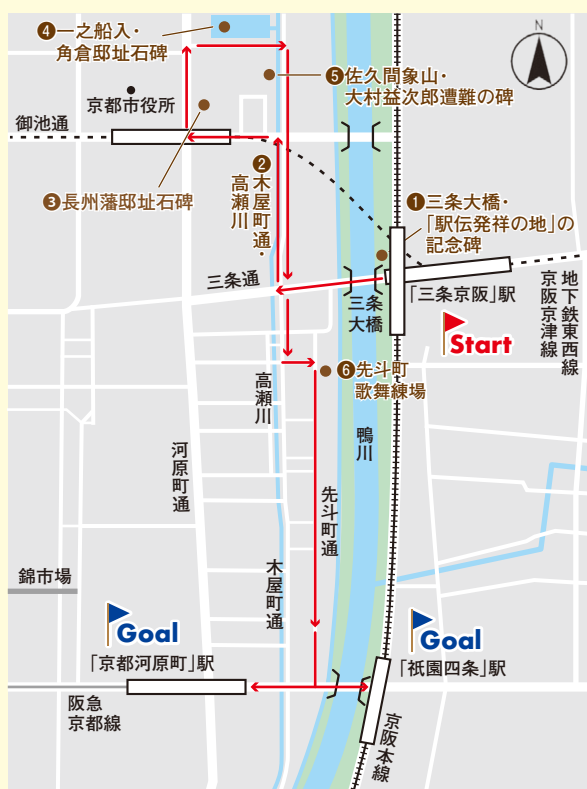 N
❹一之船入・
角倉邸址石碑
❺佐久間象山・
大村益次郎遭難の碑
京都市役所
御池通
❸長州藩邸址石碑
❷木屋町通・
高瀬川
❶三条大橋・
「駅伝発祥の地」の
記念碑
三条通
三条
大橋
「三条京阪」駅
地下鉄東西線
京阪京津線
Start
❻先斗町
歌舞練場
高瀬川
鴨川
河原町通
先斗町通
木屋町通
錦市場
Goal
「京都河原町」駅
Goal
「祇園四条」駅
阪急
京都線
京阪本線